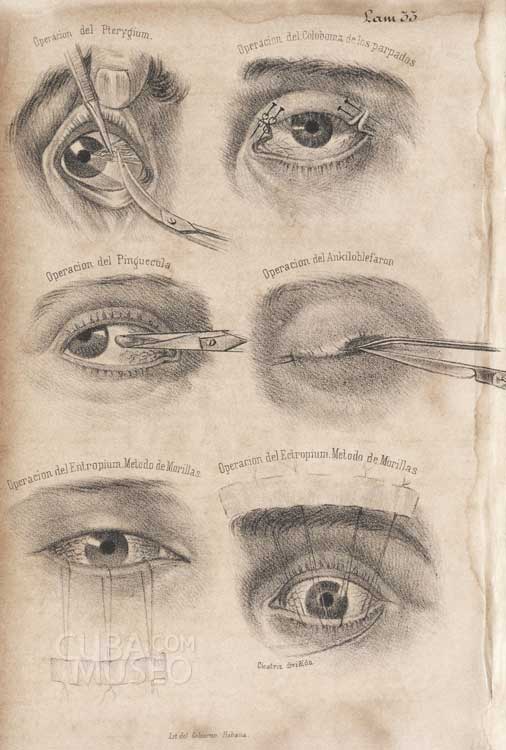 Lam 33
Operacion del Pterygium.
Operacion del Coloboma de los parpados
Operacion del Pinguecula
Operacion del Ankiloblefaron
Operacion del Entropium. Metodo de Morillas.
Operacion del Ectropium. Metodo de Morillas
CUBA.COM
MUSEO
Cicatriz
Lit del Gobierno. Habana.